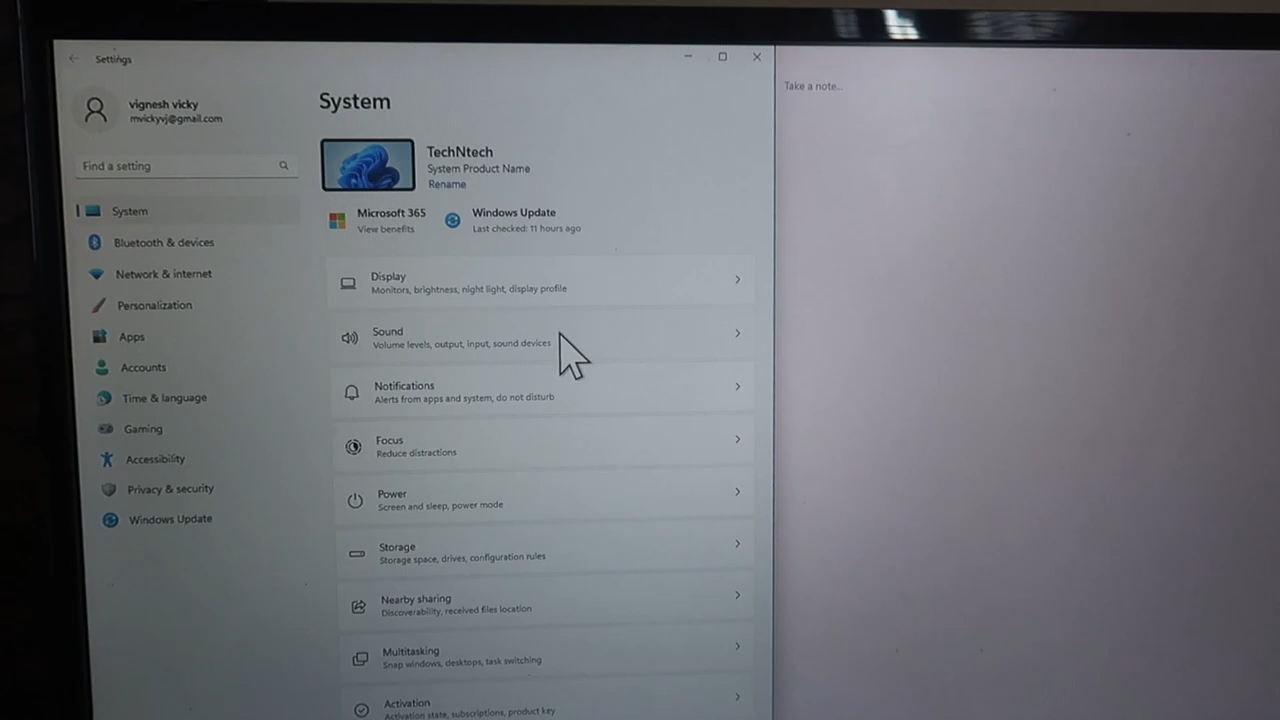 Settings
vignesh vicky
mvickyvj@gmail.com
Find a setting
System
Bluetooth & devices
Network & internet
Personalization
Apps
Accounts
Time & language
Gaming
Accessibility
Privacy & security
Windows Update
System
TechNtech
System Product Name
Rename
Microsoft 365
View benefits
Windows Update
Last checked: 11 hours ago
Display
Monitors, brightness, night light, display profile
Sound
Volume levels, output, input, sound devices
Notifications
Alerts from apps and system, do not disturb
Focus
Reduce distractions
Power
Screen and sleep, power mode
Storage
Storage space, drives, configuration rules
Nearby sharing
Discoverability, received files location
Multitasking
Snap windows, desktops, task switching
Activation
Activation state, subscriptions, product key
Take a note...